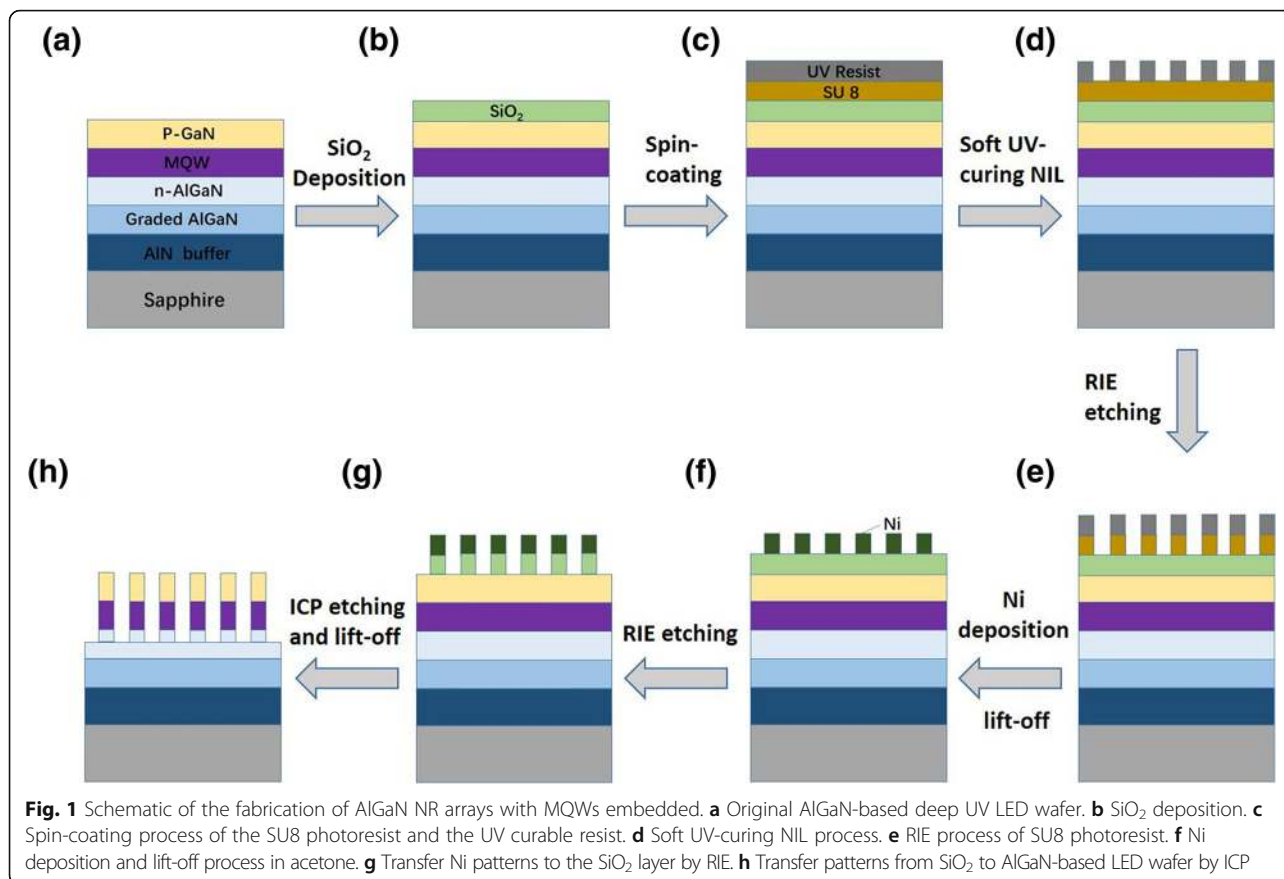 (a)
(b)
(c)
(d)
P-GaN
MQW
n-AlGaN
Graded AlGaN
AlN buffer
Sapphire
SiO₂
Deposition
SiO₂
Spin-
coating
UV Resist
SU 8
Soft UV-
curing NIL
RIE
etching
(h)
(g)
(f)
(e)
ICP etching
and lift-off
RIE etching
Ni
Ni
deposition
lift-off
Fig. 1 Schematic of the fabrication of AlGaN NR arrays with MQWs embedded. a Original AlGaN-based deep UV LED wafer. b SiO₂ deposition. c
Spin-coating process of the SU8 photoresist and the UV curable resist. d Soft UV-curing NIL process. e RIE process of SU8 photoresist. f Ni
deposition and lift-off process in acetone. g Transfer Ni patterns to the SiO₂ layer by RIE. h Transfer patterns from SiO₂ to AlGaN-based LED wafer by ICP